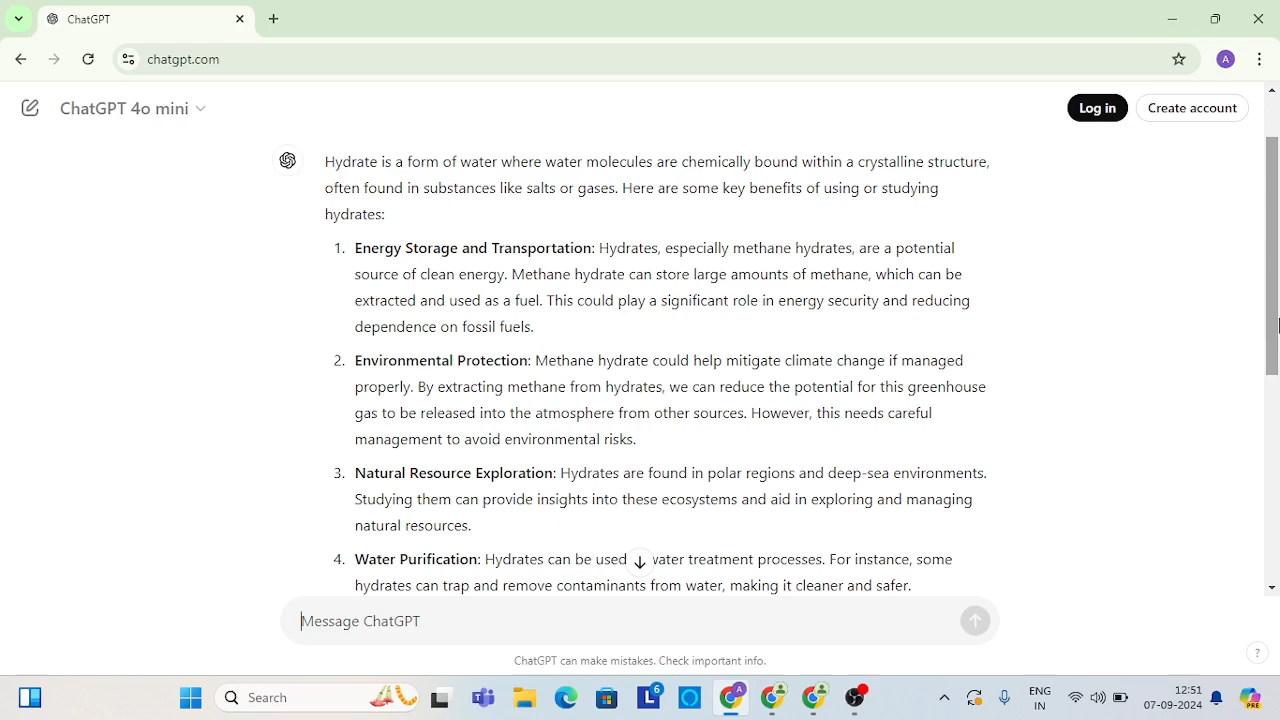 ChatGPT
chatgpt.com
A
ChatGPT 4o mini
Log in
Create account
Hydrate is a form of water where water molecules are chemically bound within a crystalline structure,
often found in substances like salts or gases. Here are some key benefits of using or studying
hydrates:
1. Energy Storage and Transportation: Hydrates, especially methane hydrates, are a potential
source of clean energy. Methane hydrate can store large amounts of methane, which can be
extracted and used as a fuel. This could play a significant role in energy security and reducing
dependence on fossil fuels.
2. Environmental Protection: Methane hydrate could help mitigate climate change if managed
properly. By extracting methane from hydrates, we can reduce the potential for this greenhouse
gas to be released into the atmosphere from other sources. However, this needs careful
management to avoid environmental risks.
3. Natural Resource Exploration: Hydrates are found in polar regions and deep-sea environments.
Studying them can provide insights into these ecosystems and aid in exploring and managing
natural resources.
4. Water Purification: Hydrates can be used water treatment processes. For instance, some
hydrates can trap and remove contaminants from water, making it cleaner and safer.
Message ChatGPT
ChatGPT can make mistakes. Check important info.
?
Search
L 6
A
ENG
IN
12:51
07-09-2024
PRE